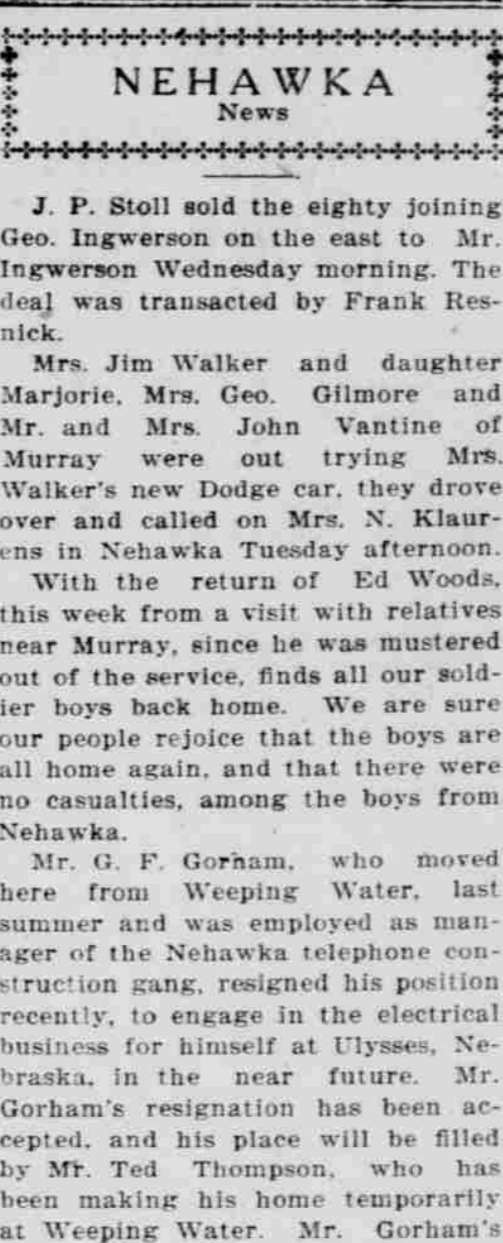 NEHAWKA
News
J. P. Stoll sold the eighty joining
Geo. Ingwerson on the east to Mr.
Ingwerson Wednesday morning. The
deal was transacted by Frank Res-
nick.
Mrs. Jim Walker and daughter
Marjorie, Mrs. Geo. Gilmore and
Mr. and Mrs. John Vantine of
Murray were out trying Mrs.
Walker's new Dodge car, they drove
over and called on Mrs. N. Klaur-
ens in Nehawka Tuesday afternoon.
With the return of Ed Woods,
this week from a visit with relatives
near Murray, since he was mustered
out of the service, finds all our sold-
ier boys back home. We are sure
our people rejoice that the boys are
all home again, and that there were
no casualties, among the boys from
Nehawka.
Mr. G. F. Gorham, who moved
here from Weeping Water, last
summer and was employed as man-
ager of the Nehawka telephone con-
struction gang, resigned his position
recently, to engage in the electrical
business for himself at Ulysses, Ne-
braska, in the near future. Mr.
Gorham's resignation has been ac-
cepted, and his place will be filled
by Mr. Ted Thompson, who has
been making his home temporarily
at Weeping Water. Mr. Gorham's